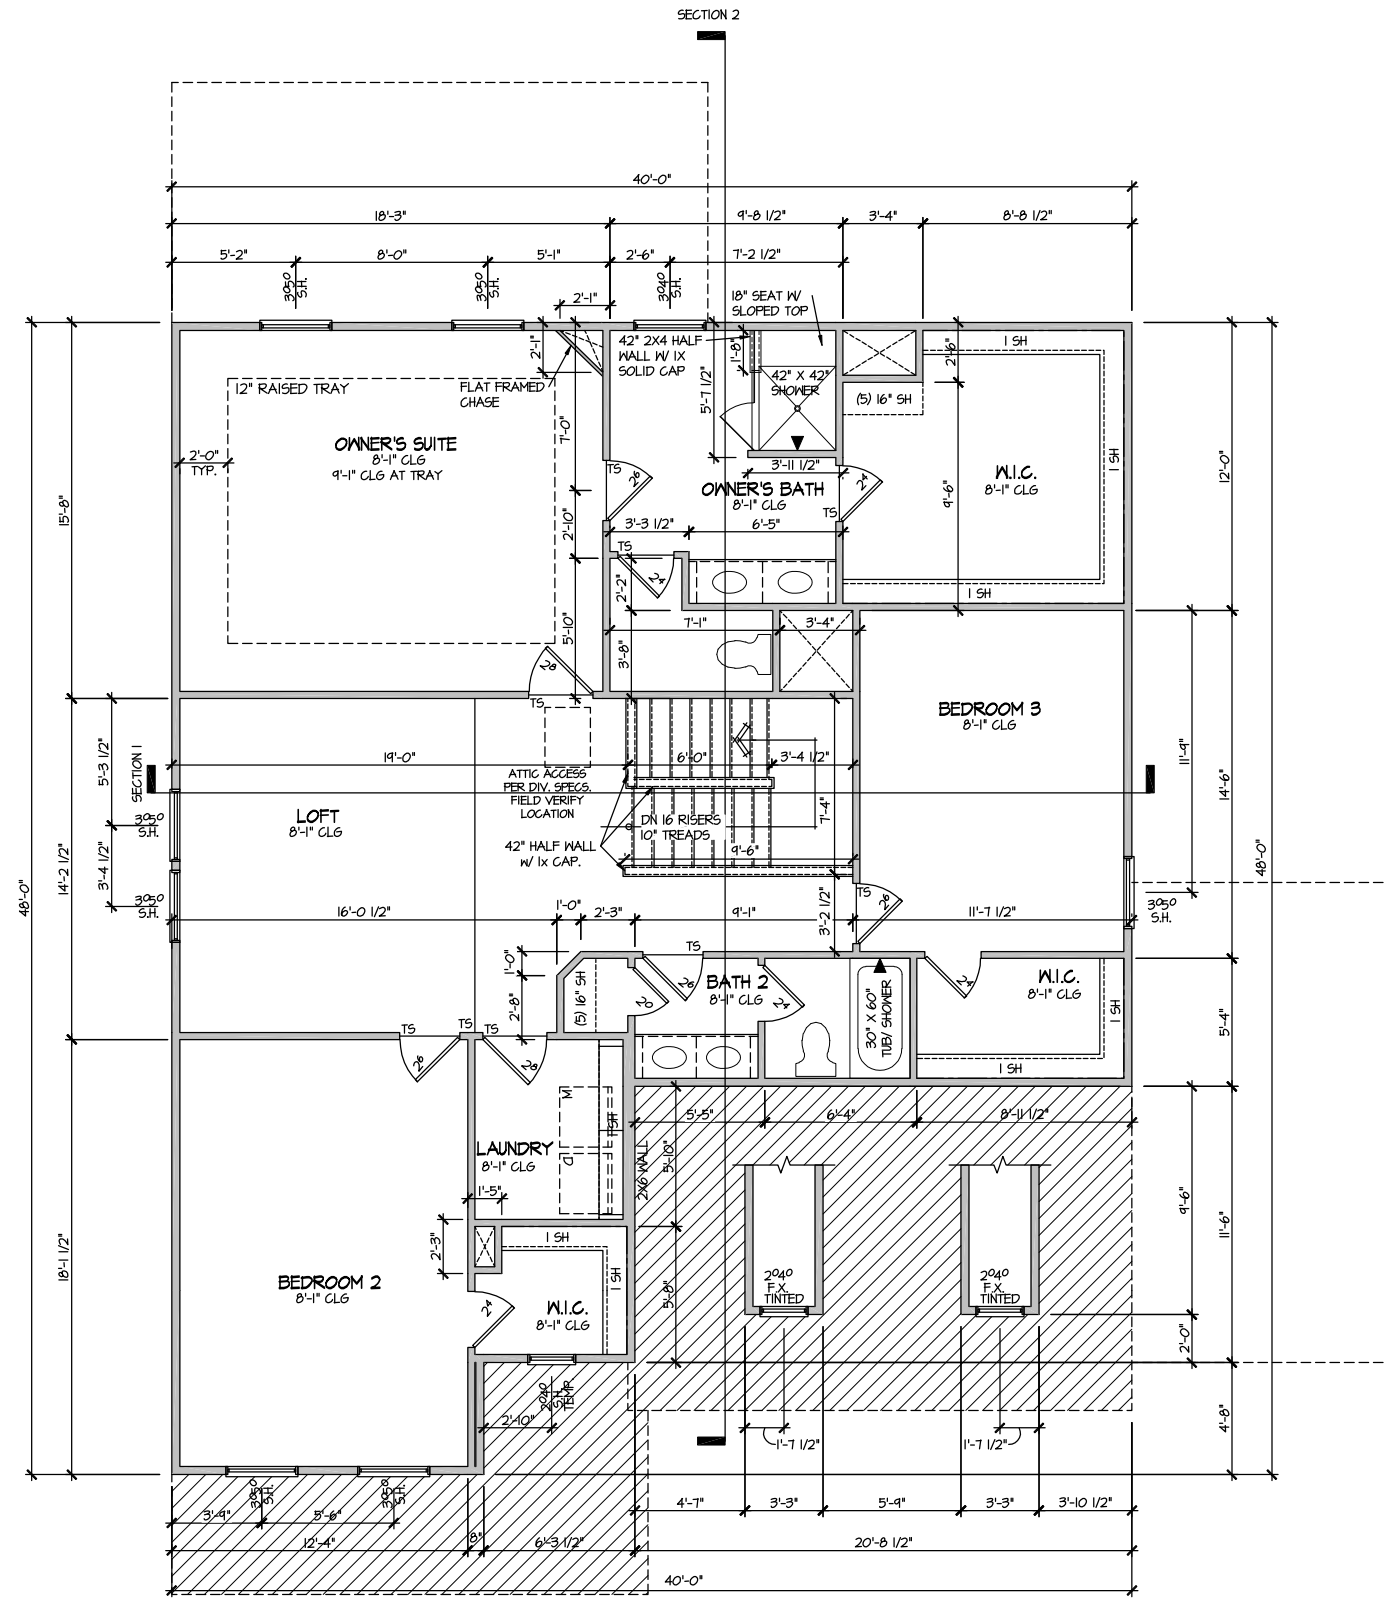 SECTION 2
40'-0"
18'-3"
9'-8 1/2"
3'-4"
8'-8 1/2"
5'-2"
8'-0"
5'-1"
2'-6"
7'-2 1/2"
3050
S.H.
3050
S.H.
3040
S.H.
2'-1"
18" SEAT W/
SLOPED TOP
2'-1"
42" 2X4 HALF
WALL W/ 1X
SOLID CAP
1'-8"
2'-6"
1 SH
12" RAISED TRAY
FLAT FRAMED
CHASE
5'-7 1/2"
42" X 42"
SHOWER
(5) 16" SH
OWNER'S SUITE
8'-1" CLG
9'-1" CLG AT TRAY
2'-0"
TYP.
7'-0"
TS
26
3'-11 1/2"
OWNER'S BATH
8'-1" CLG
24
TS
W.I.C.
8'-1" CLG
1 SH
9'-6"
12'-0"
15'-8"
2'-10"
3'-3 1/2"
6'-5"
TS
24
2'-2"
1 SH
5'-10"
7'-1"
3'-4"
3'-8"
28
TS
BEDROOM 3
8'-1" CLG
11'-9"
14'-6"
5'-3 1/2"
SECTION 1
19'-0"
6'-0"
3'-4 1/2"
ATTIC ACCESS
PER DIV. SPECS.
FIELD VERIFY
LOCATION
LOFT
8'-1" CLG
3050
S.H.
DN 16 RISERS
10" TREADS
7'-4"
42" HALF WALL
W/ 1x CAP.
9'-6"
14'-2 1/2"
3'-4 1/2"
48'-0"
48'-0"
3050
S.H.
TS
26
3050
S.H.
16'-0 1/2"
1'-0"
2'-3"
9'-1"
3'-2 1/2"
11'-7 1/2"
TS
1'-0"
2'-8"
(5) 16" SH
20
26
BATH 2
8'-1" CLG
24
30" X 60"
TUB/ SHOWER
24
W.I.C.
8'-1" CLG
1 SH
5'-4"
TS
TS
TS
26
28
1 SH
M
1 SH
5'-5"
6'-4"
8'-11 1/2"
LAUNDRY
8'-1" CLG
D
2X6 WALL
5'-10"
1'-5"
9'-6"
11'-6"
18'-1 1/2"
2'-3"
1 SH
1 SH
BEDROOM 2
8'-1" CLG
24
W.I.C.
8'-1" CLG
5'-8"
2040
F.X.
TINTED
2040
F.X.
TINTED
2'-0"
2040
S.H.
TEMP
2'-10"
1'-7 1/2"
1'-7 1/2"
4'-8"
3050
S.H.
3050
S.H.
3'-9"
5'-6"
4'-7"
3'-3"
5'-9"
3'-3"
3'-10 1/2"
12'-4"
8"
6'-3 1/2"
20'-8 1/2"
40'-0"